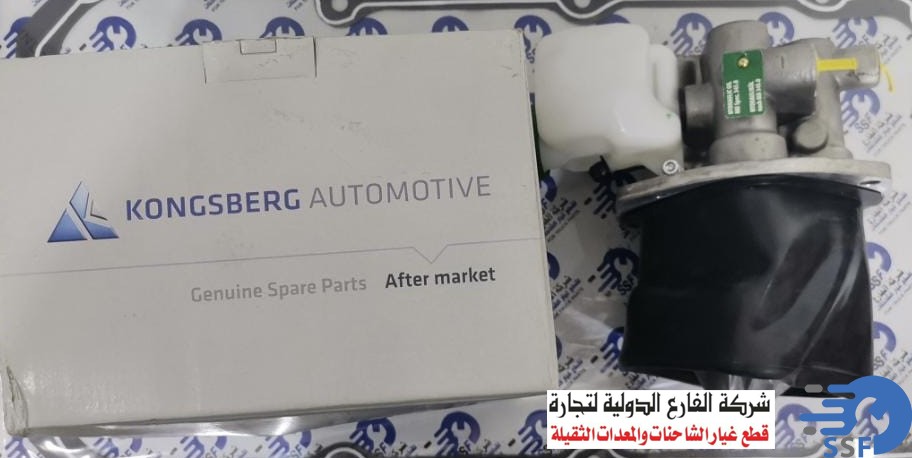 KONGSBERG AUTOMOTIVE
Genuine Spare Parts After market
شركة الفارع الدولية لتجارة
قطع غيار الشاحنات والمعدات الثقيلة
SSF